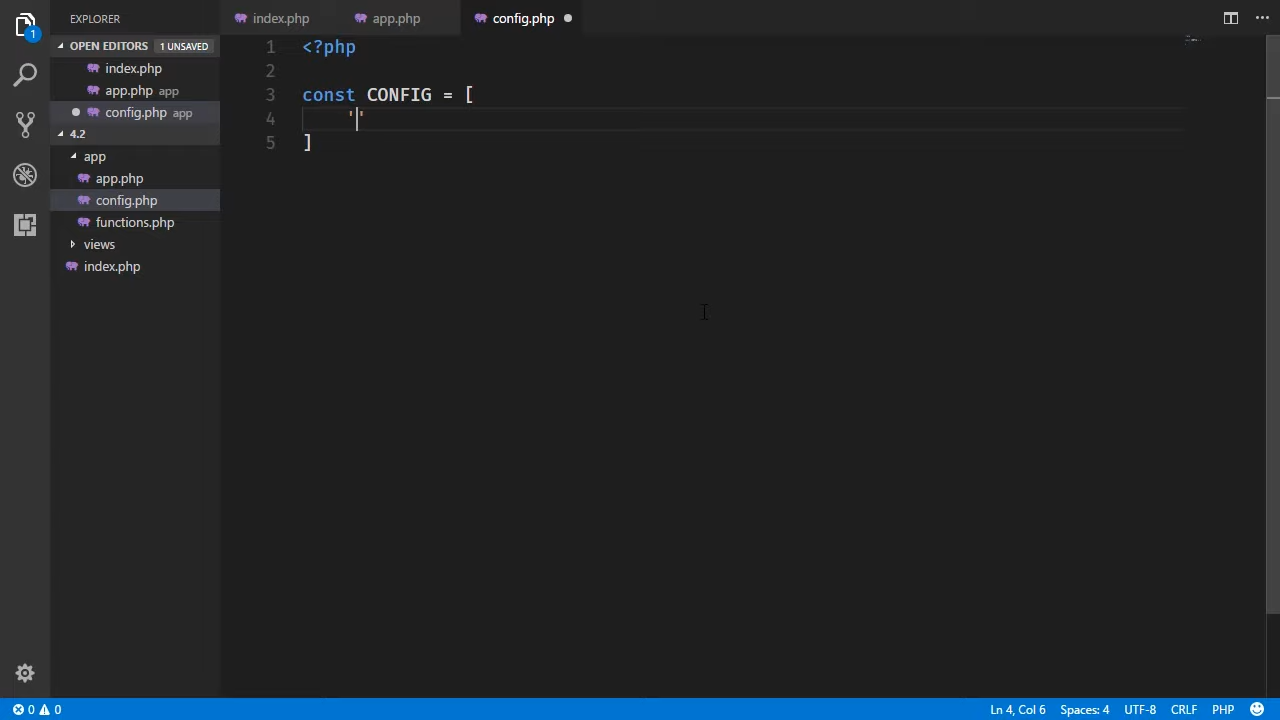 EXPLORER
index.php
app.php
config.php
OPEN EDITORS 1 UNSAVED
index.php
app.php app
config.php app
4.2
app
app.php
config.php
functions.php
views
index.php
1
1 <?php
2
3 const CONFIG = [
4 ''
5 ]
0 0
Ln 4, Col 6 Spaces: 4 UTF-8 CRLF PHP